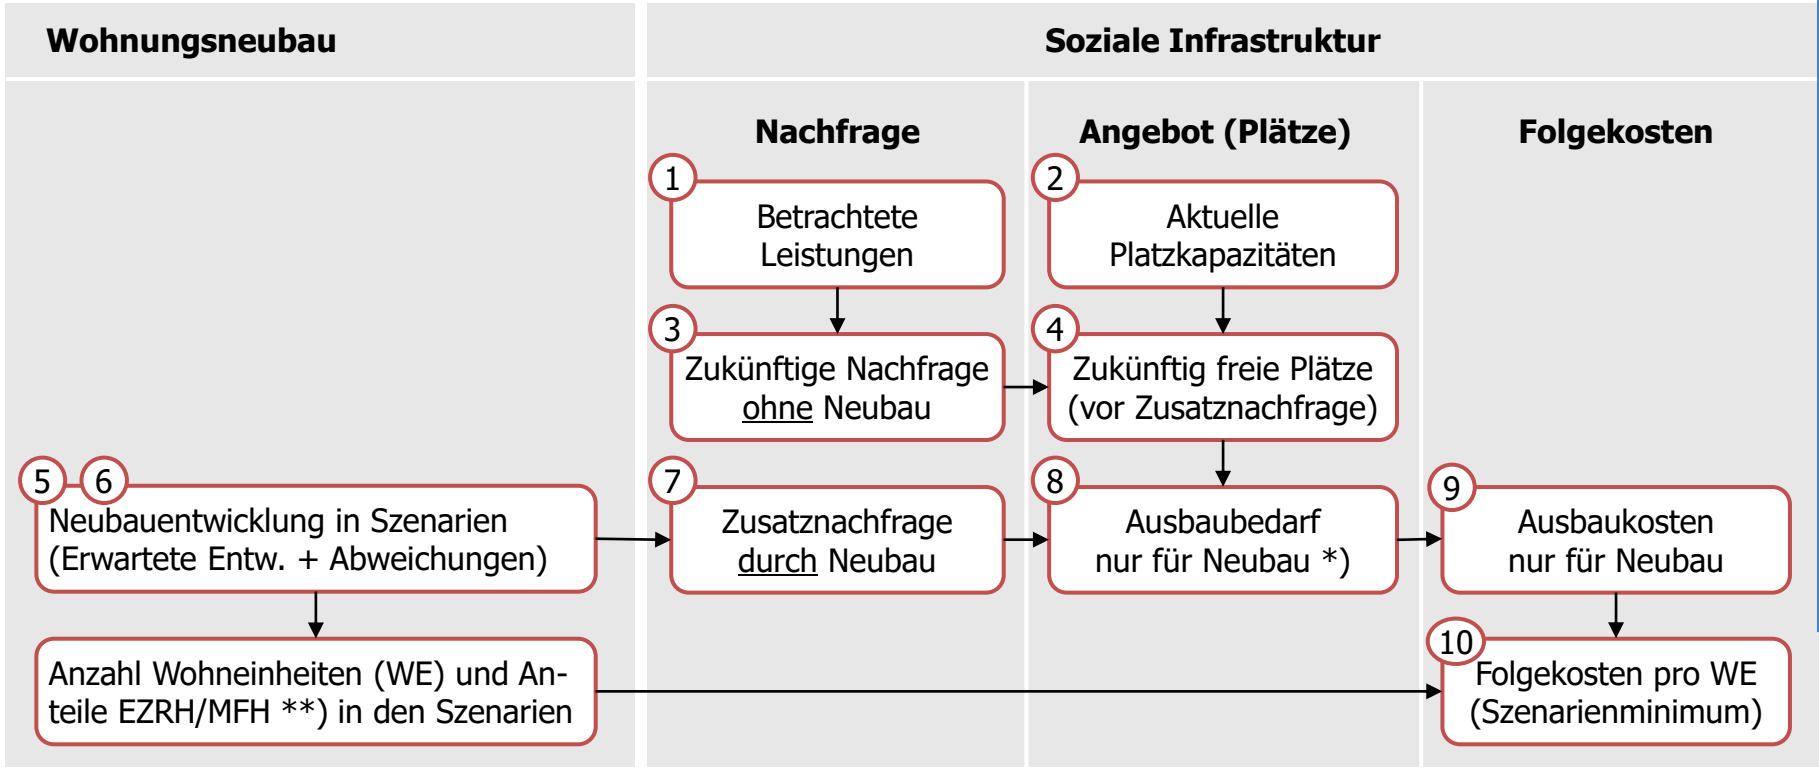 Wohnungsneubau
Soziale Infrastruktur
Nachfrage
Angebot (Plätze)
Folgekosten
1
Betrachtete
Leistungen
2
Aktuelle
Platzkapazitäten
3
Zukünftige Nachfrage
ohne Neubau
4
Zukünftig freie Plätze
(vor Zusatznachfrage)
5
6
Neubauentwicklung in Szenarien
(Erwartete Entw. + Abweichungen)
7
Zusatznachfrage
durch Neubau
8
Ausbaubedarf
nur für Neubau *)
9
Ausbaukosten
nur für Neubau
Anzahl Wohneinheiten (WE) und An-
teile EZRH/MFH **) in den Szenarien
10
Folgekosten pro WE
(Szenarienminimum)